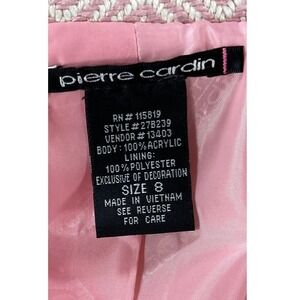 pierre cardin
RN# 115819
STYLE# 27B239
VENDOR# 13403
BODY: 100% ACRYLIC
LINING:
100% POLYESTER
EXCLUSIVE OF DECORATION
SIZE 8
MADE IN VIETNAM
SEE REVERSE
FOR CARE